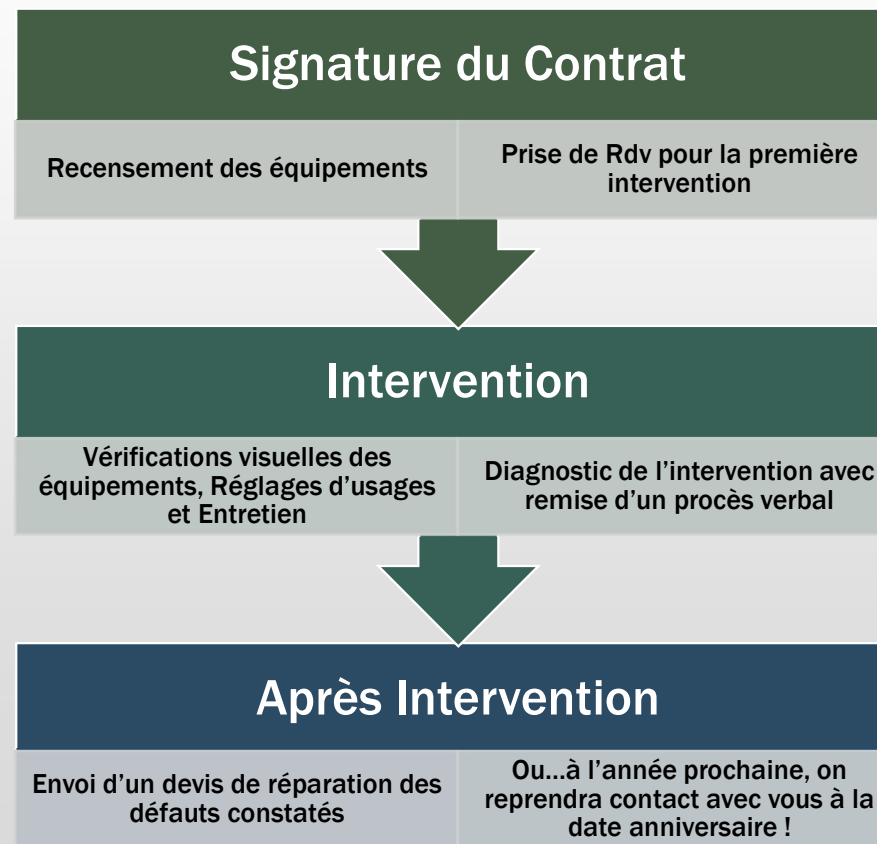 Signature du Contrat
Recensement des équipements
Prise de Rdv pour la première
intervention
Intervention
Vérifications visuelles des
équipements, Réglages d’usages
et Entretien
Diagnostic de l’intervention avec
remise d’un procès verbal
Après Intervention
Envoi d’un devis de réparation des
défauts constatés
Ou…à l’année prochaine, on
reprendra contact avec vous à la
date anniversaire !